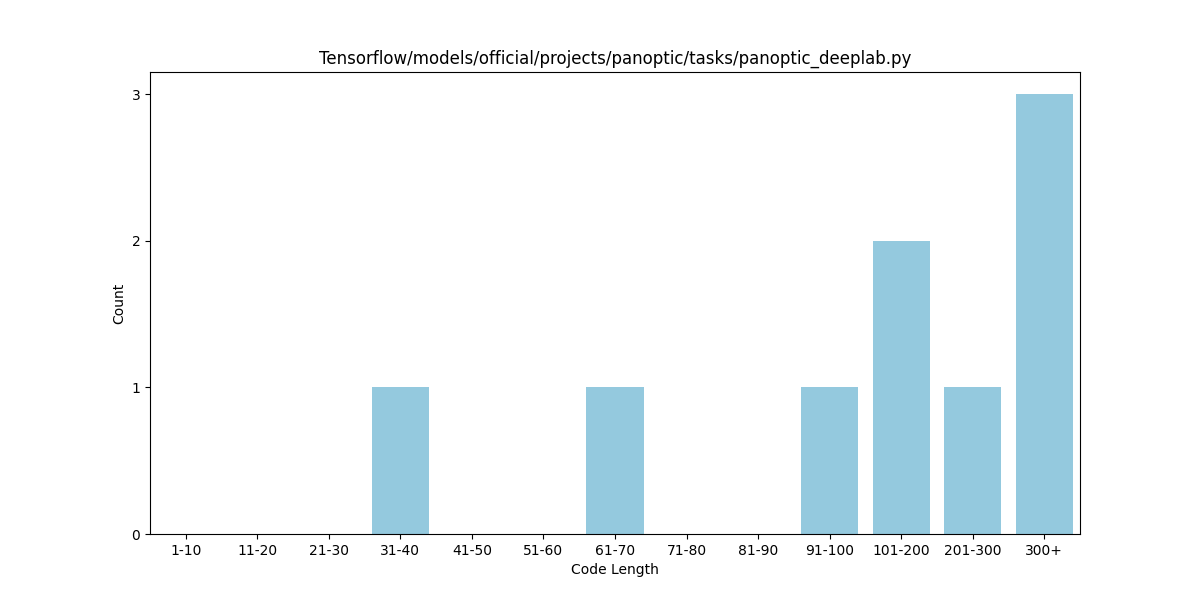 Tensorflow/models/official/projects/panoptic/tasks/panoptic_deeplab.py
3
2
1
0
Count
1-10 11-20 21-30 31-40 41-50 51-60 61-70 71-80 81-90 91-100 101-200 201-300 300+
Code Length